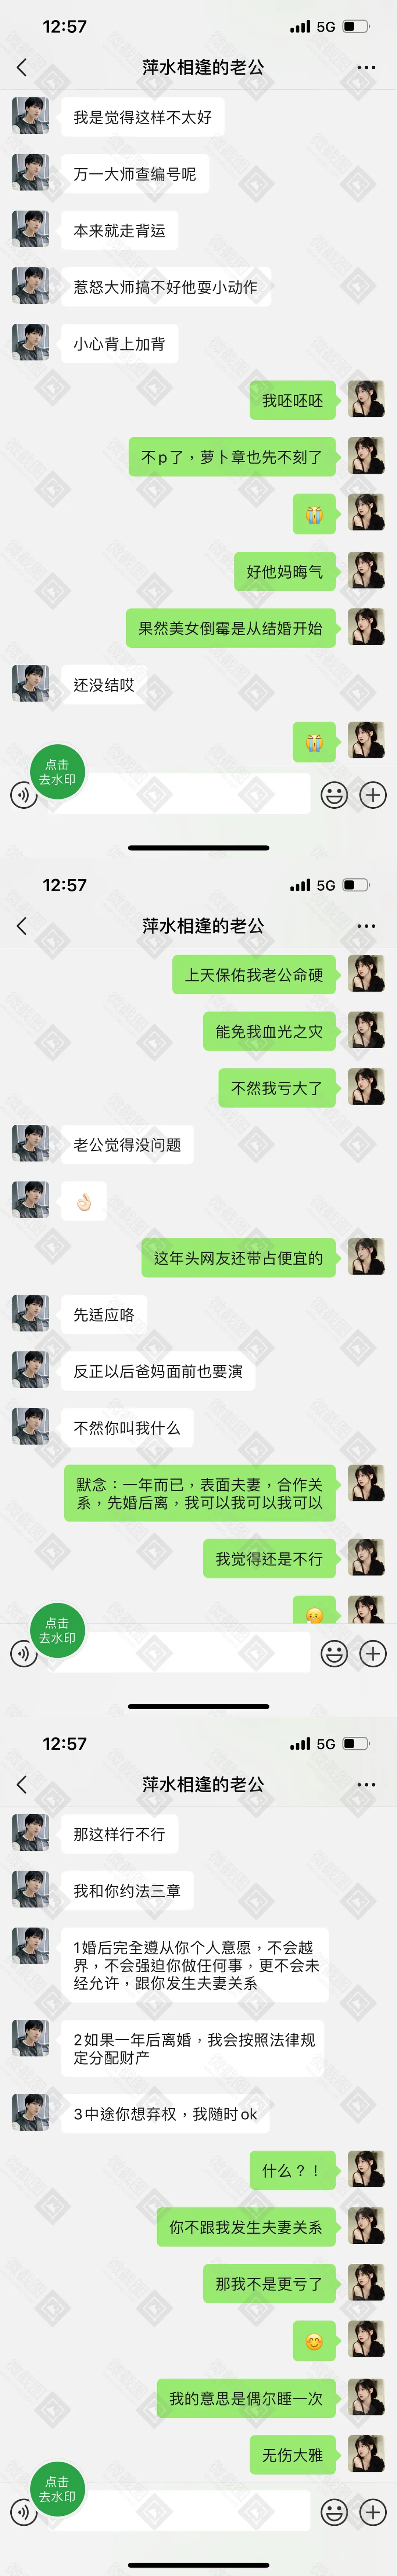 12:57
5G
萍水相逢的老公
我是觉得这样不太好
万一大师查编号呢
本来就走背运
惹怒大师搞不好他耍小动作
小心背上加背
我呸呸呸
不p了，萝卜章也先不刻了
😭
好他妈晦气
果然美女倒霉是从结婚开始
还没结哎
😭
点击
去水印
12:57
5G
萍水相逢的老公
上天保佑我老公命硬
能免我血光之灾
不然我亏大了
老公觉得没问题
👌🏻
这年头网友还带占便宜的
先适应咯
反正以后爸妈面前也要演
不然你叫我什么
默念：一年而已，表面夫妻，合作关
系，先婚后离，我可以我可以我可以
我觉得还是不行
点击
去水印
12:57
5G
萍水相逢的老公
那这样行不行
我和你约法三章
1婚后完全遵从你个人意愿，不会越
界，不会强迫你做任何事，更不会未
经允许，跟你发生夫妻关系
2如果一年后离婚，我会按照法律规
定分配财产
3中途你想弃权，我随时ok
什么？！
你不跟我发生夫妻关系
那我不是更亏了
😊
我的意思是偶尔睡一次
无伤大雅
点击
去水印